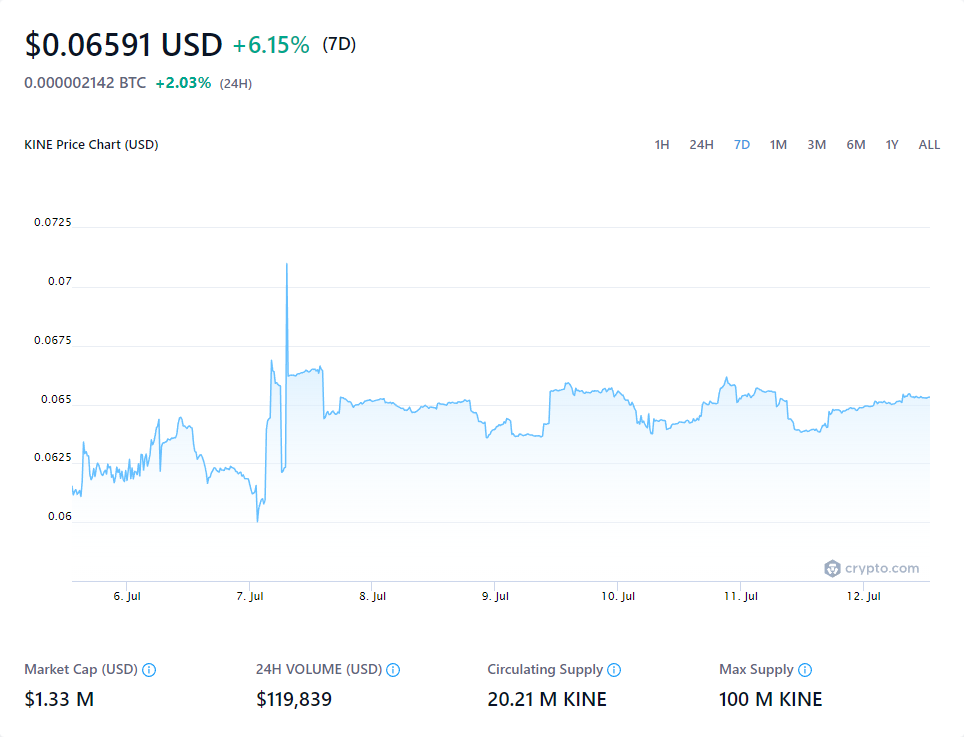 $0.06591 USD +6.15% (7D)
0.000002142 BTC +2.03% (24H)
KINE Price Chart (USD) 1H 24H 7D 1M 3M 6M 1Y ALL
0.0725
0.07
0.0675
0.065
0.0625
0.06
crypto.com
6. Jul 7. Jul 8. Jul 9. Jul 10. Jul 11. Jul 12. Jul
Market Cap (USD) 24H VOLUME (USD) Circulating Supply Max Supply
$1.33 M $119,839 20.21 M KINE 100 M KINE